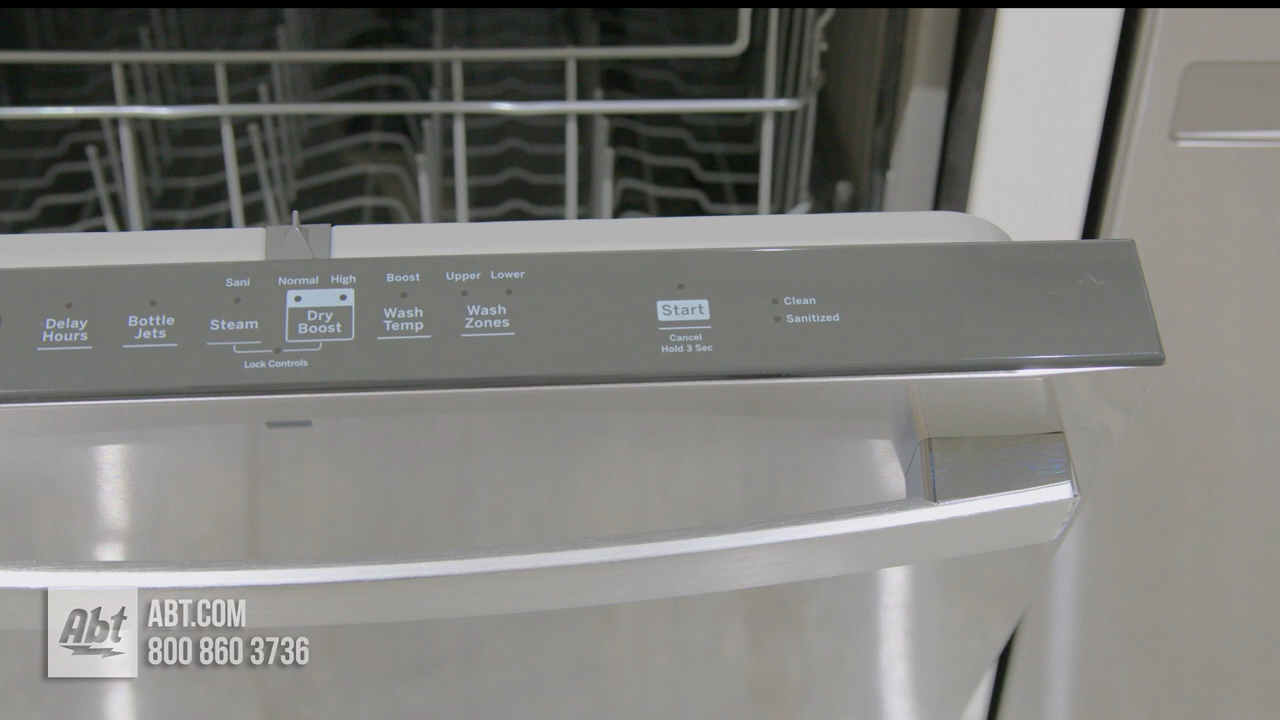 Sani Normal High Boost Upper Lower
Delay Hours
Bottle Jets
Steam
Dry Boost
Wash Temp
Wash Zones
Lock Controls
Start
Cancel
Hold 3 Sec
Clean
Sanitized
Abt
ABT.COM
800 860 3736